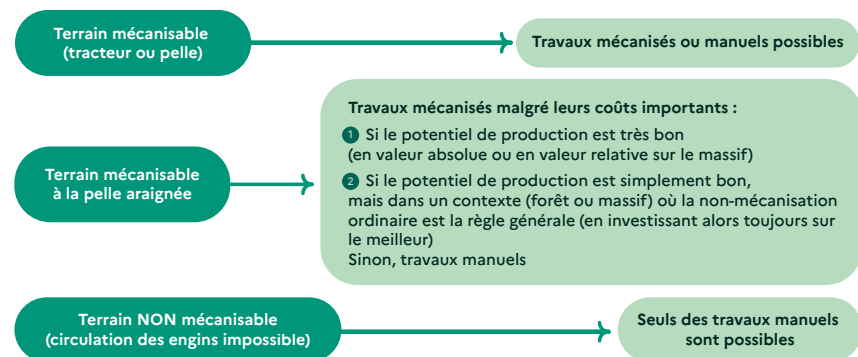 Terrain mécanisable
(tracteur ou pelle)
Travaux mécanisés ou manuels possibles
Terrain mécanisable
à la pelle araignée
Travaux mécanisés malgré leurs coûts importants :
1 Si le potentiel de production est très bon
(en valeur absolue ou en valeur relative sur le massif)
2 Si le potentiel de production est simplement bon,
mais dans un contexte (forêt ou massif) où la non-mécanisation
ordinaire est la règle générale (en investissant alors toujours sur
le meilleur)
Sinon, travaux manuels
Terrain NON mécanisable
(circulation des engins impossible)
Seuls des travaux manuels
sont possibles